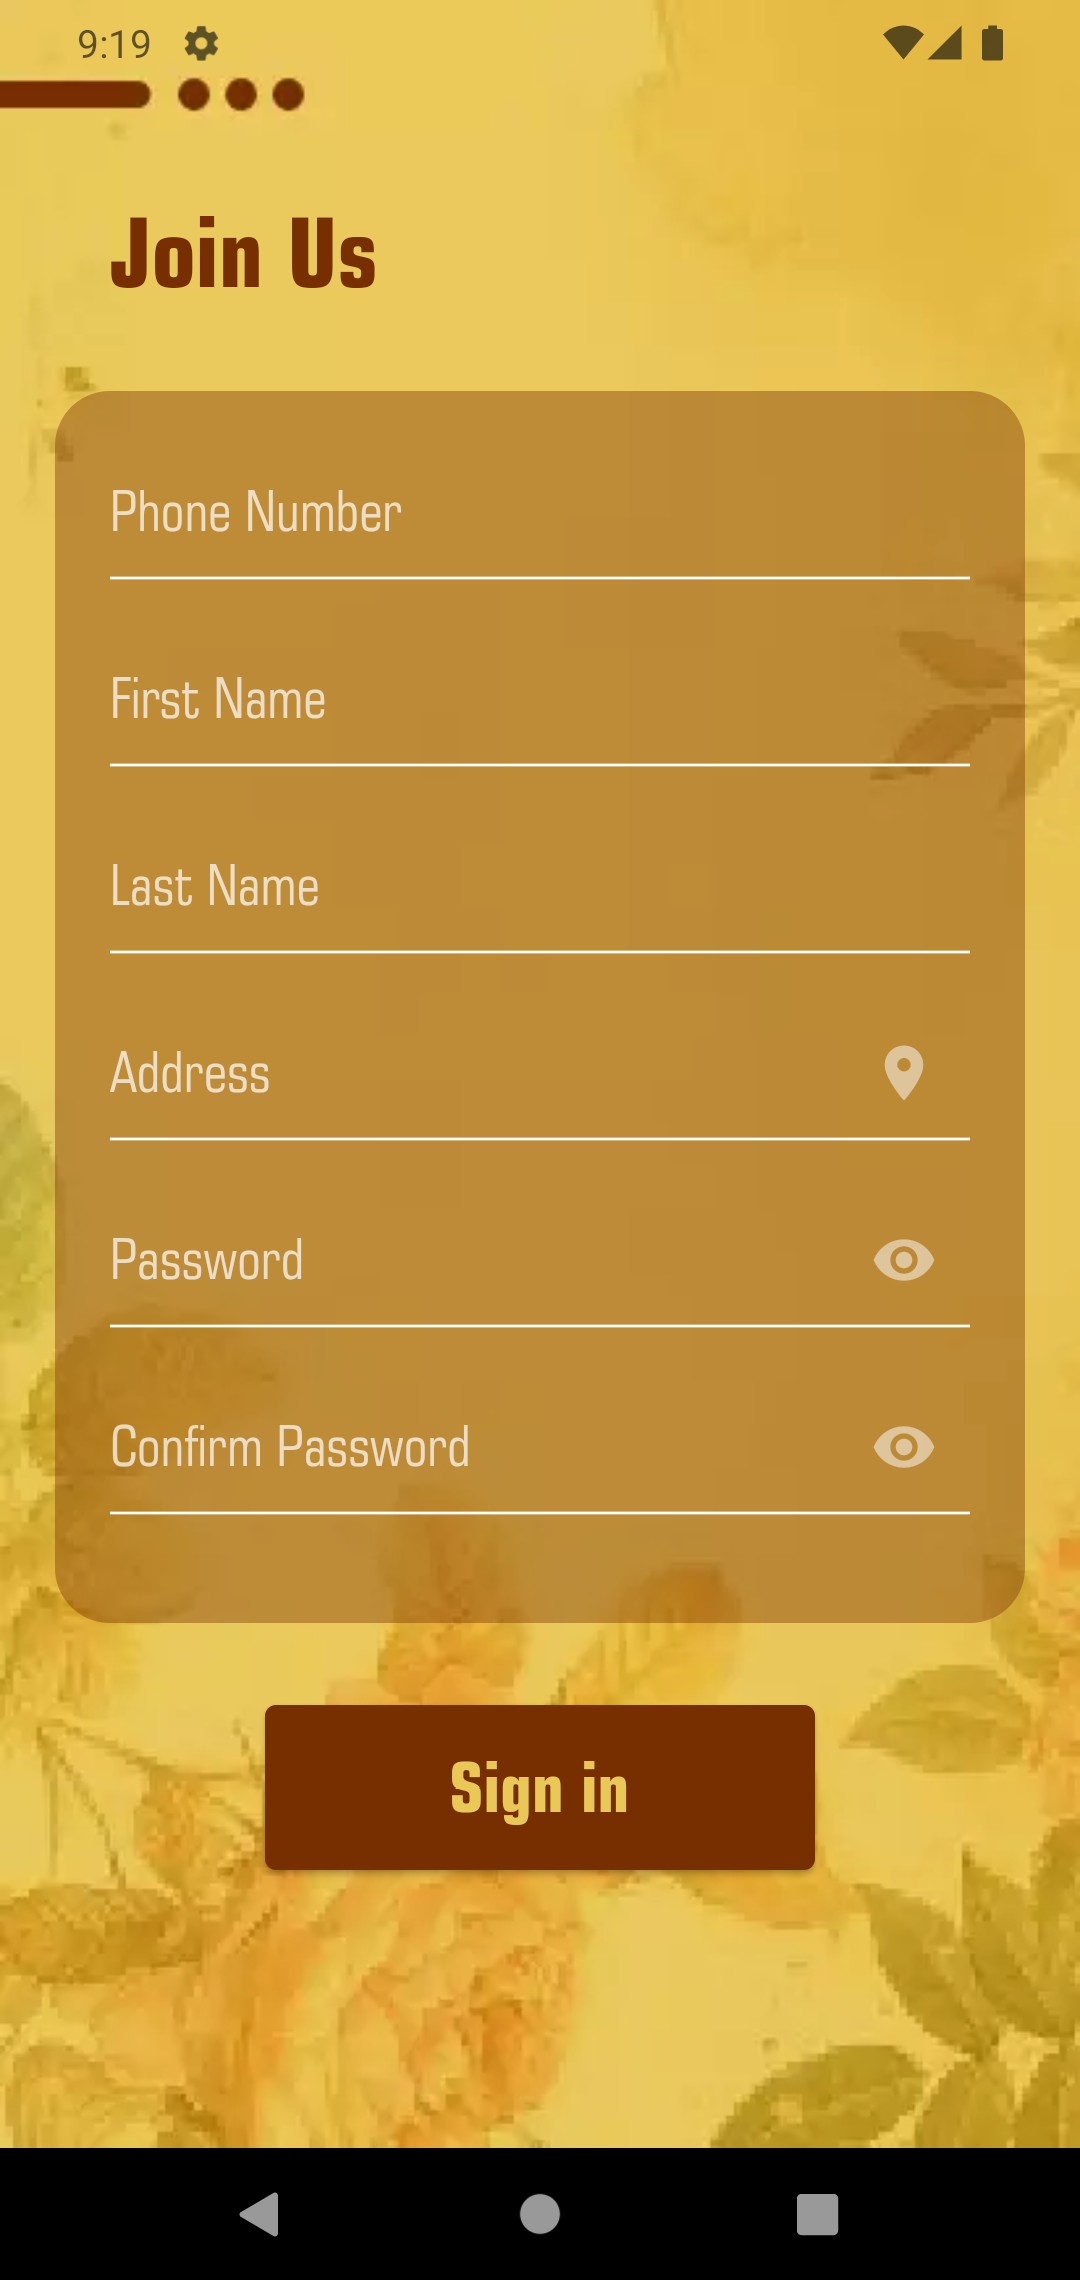 9:19
Join Us
Phone Number
First Name
Last Name
Address
Password
Confirm Password
Sign in